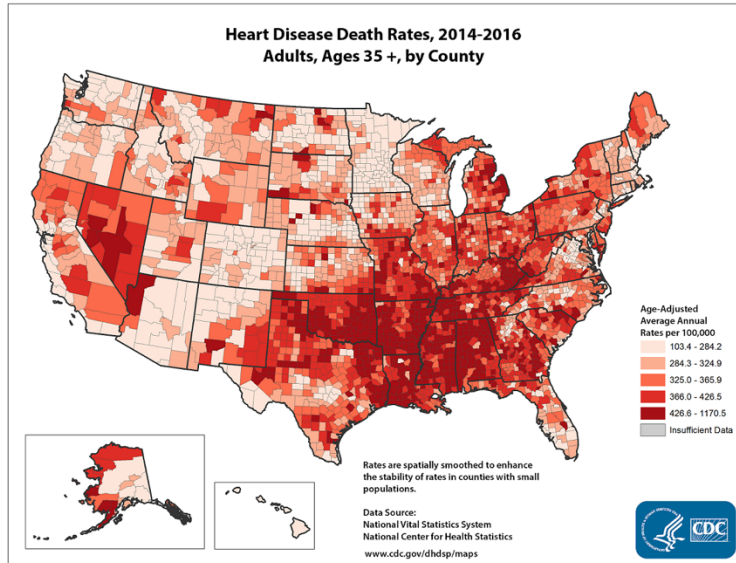 Heart Disease Death Rates, 2014-2016
Adults, Ages 35 +, by County
Age-Adjusted
Average Annual
Rates per 100,000
103.4 - 284.2
284.3 - 324.9
325.0 - 365.9
366.0 - 426.5
426.6 - 1170.5
Insufficient Data
Rates are spatially smoothed to enhance
the stability of rates in counties with small
populations.
Data Source:
National Vital Statistics System
National Center for Health Statistics
www.cdc.gov/dhdsp/maps
CDC